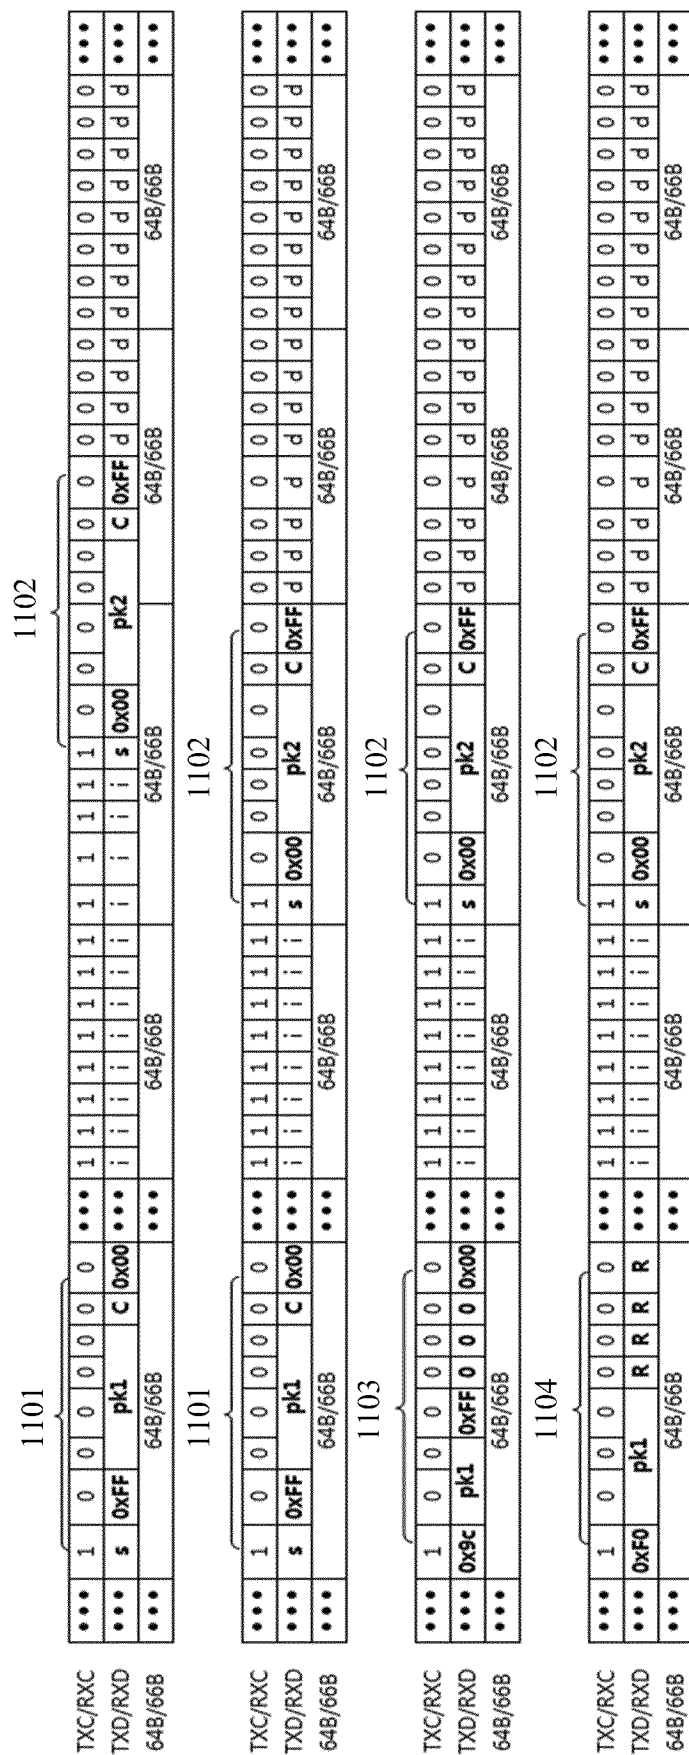 1101 1102
TXC/RXC ••• 1 0 0 0 0 0 0 0 ••• 1 1 1 1 1 1 1 1 1 1 1 1 1 0 0 0 0 0 0 0 0 0 0 0 0 0 0 0 0 0 0 0 •••
TXD/RXD ••• s 0xFF pk1 C 0x00 ••• i i i i i i i i i i i i s 0x00 pk2 C 0xFF d d d d d d d d d d d d •••
64B/66B ••• 64B/66B ••• 64B/66B 64B/66B 64B/66B 64B/66B •••
1101 1102
TXC/RXC ••• 1 0 0 0 0 0 0 0 ••• 1 1 1 1 1 1 1 1 1 0 0 0 0 0 0 0 0 0 0 0 0 0 0 0 0 0 0 0 0 0 0 0 •••
TXD/RXD ••• s 0xFF pk1 C 0x00 ••• i i i i i i i i s 0x00 pk2 C 0xFF d d d d d d d d d d d d d d d d •••
64B/66B ••• 64B/66B ••• 64B/66B 64B/66B 64B/66B 64B/66B •••
1103 1102
TXC/RXC ••• 1 0 0 0 0 0 0 0 ••• 1 1 1 1 1 1 1 1 1 0 0 0 0 0 0 0 0 0 0 0 0 0 0 0 0 0 0 0 0 0 0 0 •••
TXD/RXD ••• 0x9c pk1 0xFF 0 0 0 0x00 ••• i i i i i i i i s 0x00 pk2 C 0xFF d d d d d d d d d d d d d d d d •••
64B/66B ••• 64B/66B ••• 64B/66B 64B/66B 64B/66B 64B/66B •••
1104 1102
TXC/RXC ••• 1 0 0 0 0 0 0 0 ••• 1 1 1 1 1 1 1 1 1 0 0 0 0 0 0 0 0 0 0 0 0 0 0 0 0 0 0 0 0 0 0 0 •••
TXD/RXD ••• 0xF0 pk1 R R R R ••• i i i i i i i i s 0x00 pk2 C 0xFF d d d d d d d d d d d d d d d d •••
64B/66B ••• 64B/66B ••• 64B/66B 64B/66B 64B/66B 64B/66B •••